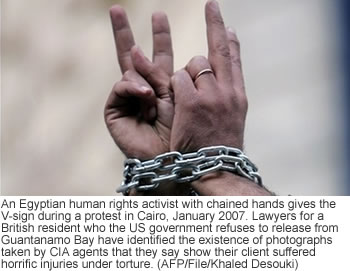 An Egyptian human rights activist with chained hands gives the
V-sign during a protest in Cairo, January 2007. Lawyers for a
British resident who the US government refuses to release from
Guantanamo Bay have identified the existence of photographs
taken by CIA agents that they say show their client suffered
horrific injuries under torture. (AFP/File/Khaled Desouki)